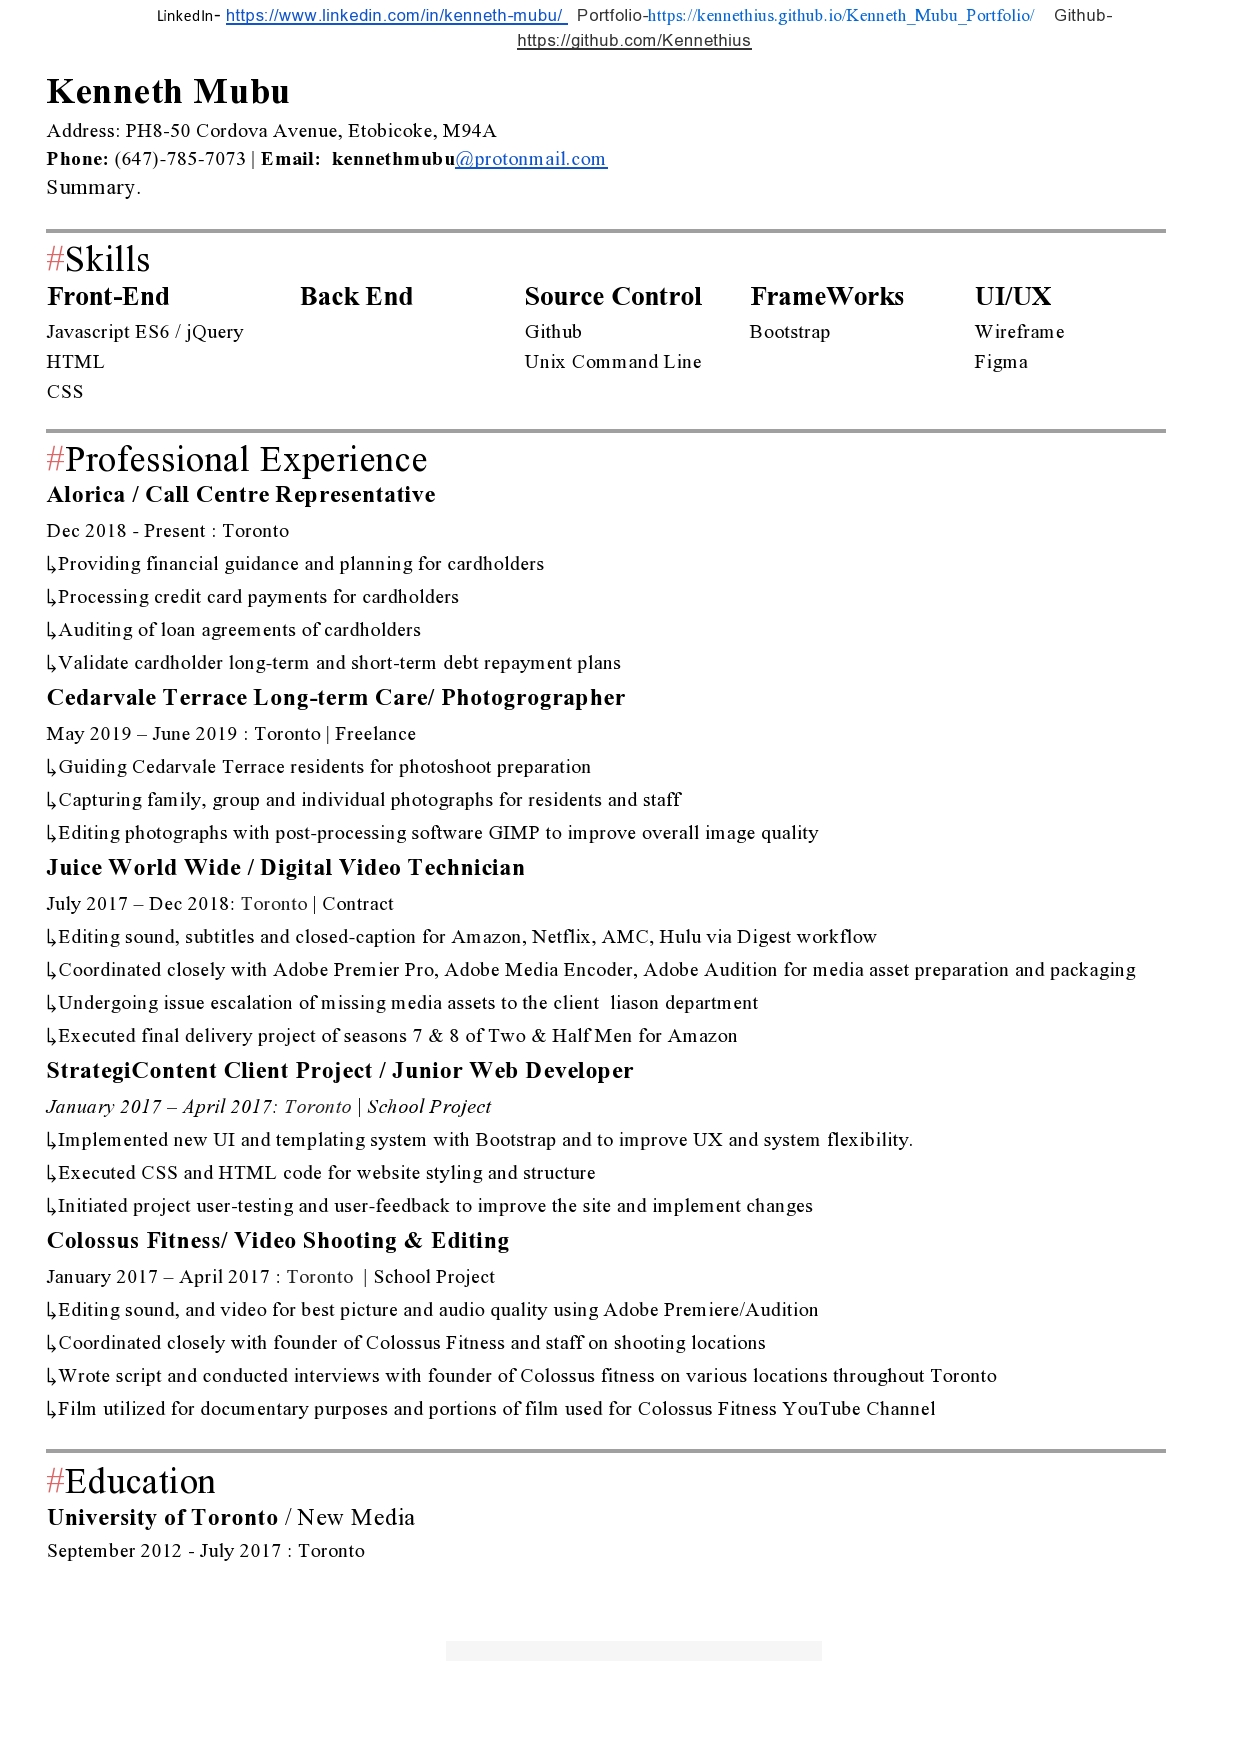 LinkedIn- https://www.linkedin.com/in/kenneth-mubu/ Portfolio-https://kennethius.github.io/Kenneth_Mubu_Portfolio/ Github-
https://github.com/Kennethius
Kenneth Mubu
Address: PH8-50 Cordova Avenue, Etobicoke, M94A
Phone: (647)-785-7073 | Email: kennethmubu@protonmail.com
Summary.
#Skills
Front-End Back End Source Control FrameWorks UI/UX
Javascript ES6 / jQuery Github Bootstrap Wireframe
HTML Unix Command Line Figma
CSS
#Professional Experience
Alorica / Call Centre Representative
Dec 2018 - Present : Toronto
↳Providing financial guidance and planning for cardholders
↳Processing credit card payments for cardholders
↳Auditing of loan agreements of cardholders
↳Validate cardholder long-term and short-term debt repayment plans
Cedarvale Terrace Long-term Care/ Photogrographer
May 2019 – June 2019 : Toronto | Freelance
↳Guiding Cedarvale Terrace residents for photoshoot preparation
↳Capturing family, group and individual photographs for residents and staff
↳Editing photographs with post-processing software GIMP to improve overall image quality
Juice World Wide / Digital Video Technician
July 2017 – Dec 2018: Toronto | Contract
↳Editing sound, subtitles and closed-caption for Amazon, Netflix, AMC, Hulu via Digest workflow
↳Coordinated closely with Adobe Premier Pro, Adobe Media Encoder, Adobe Audition for media asset preparation and packaging
↳Undergoing issue escalation of missing media assets to the client liason department
↳Executed final delivery project of seasons 7 & 8 of Two & Half Men for Amazon
StrategiContent Client Project / Junior Web Developer
January 2017 – April 2017: Toronto | School Project
↳Implemented new UI and templating system with Bootstrap and to improve UX and system flexibility.
↳Executed CSS and HTML code for website styling and structure
↳Initiated project user-testing and user-feedback to improve the site and implement changes
Colossus Fitness/ Video Shooting & Editing
January 2017 – April 2017 : Toronto | School Project
↳Editing sound, and video for best picture and audio quality using Adobe Premiere/Audition
↳Coordinated closely with founder of Colossus Fitness and staff on shooting locations
↳Wrote script and conducted interviews with founder of Colossus fitness on various locations throughout Toronto
↳Film utilized for documentary purposes and portions of film used for Colossus Fitness YouTube Channel
#Education
University of Toronto / New Media
September 2012 - July 2017 : Toronto